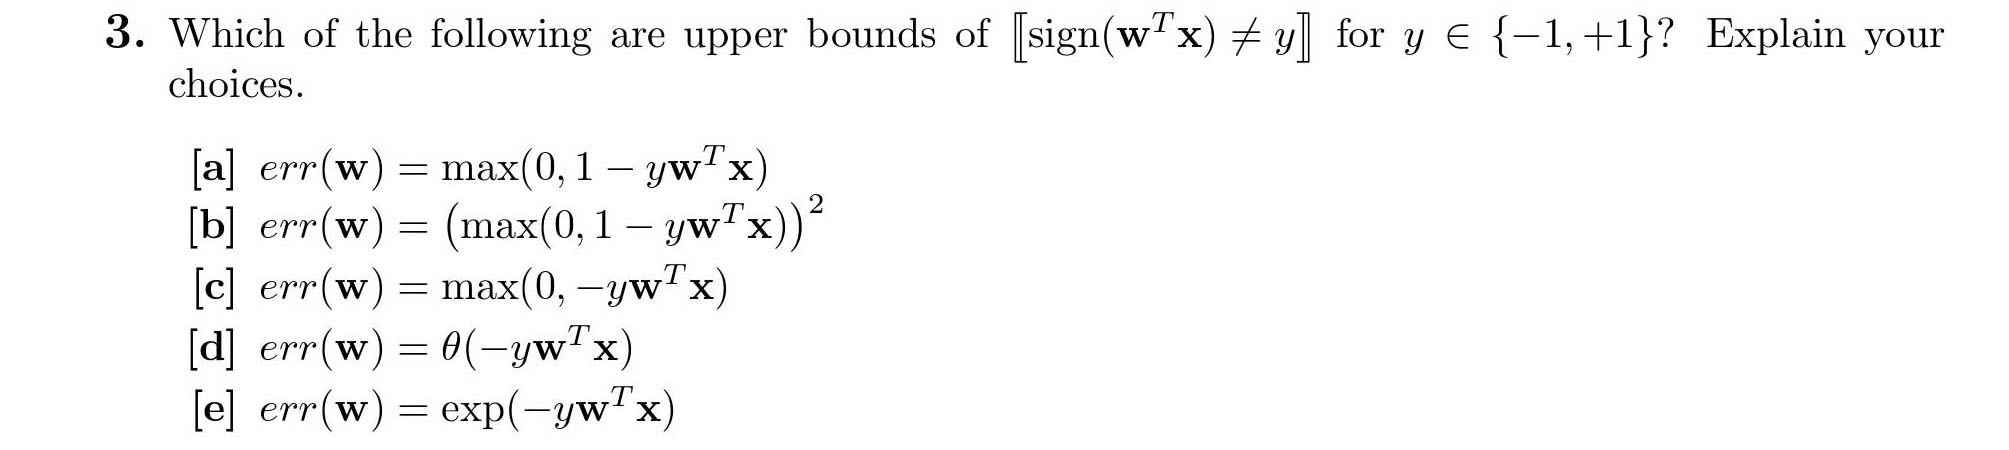 3. Which of the following are upper bounds of ⟦sign(w^T x) ≠ y⟧ for y ∈ {−1, +1}? Explain your
choices.
[a] err(w) = max(0, 1 − yw^T x)
[b] err(w) = (max(0, 1 − yw^T x))^2
[c] err(w) = max(0, −yw^T x)
[d] err(w) = θ(−yw^T x)
[e] err(w) = exp(−yw^T x)